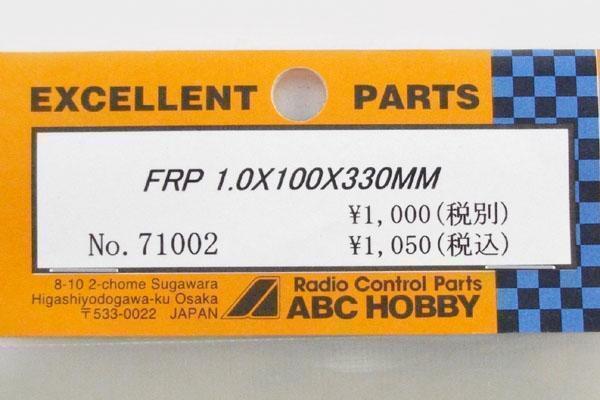 EXCELLENT PARTS
FRP 1.0X100X330MM
¥1,000(税別)
No.71002 ¥1,050(税込)
8-10 2-chome Sugawara
Higashiyodogawa-ku Osaka
〒533-0022 JAPAN
Radio Control Parts
ABC HOBBY